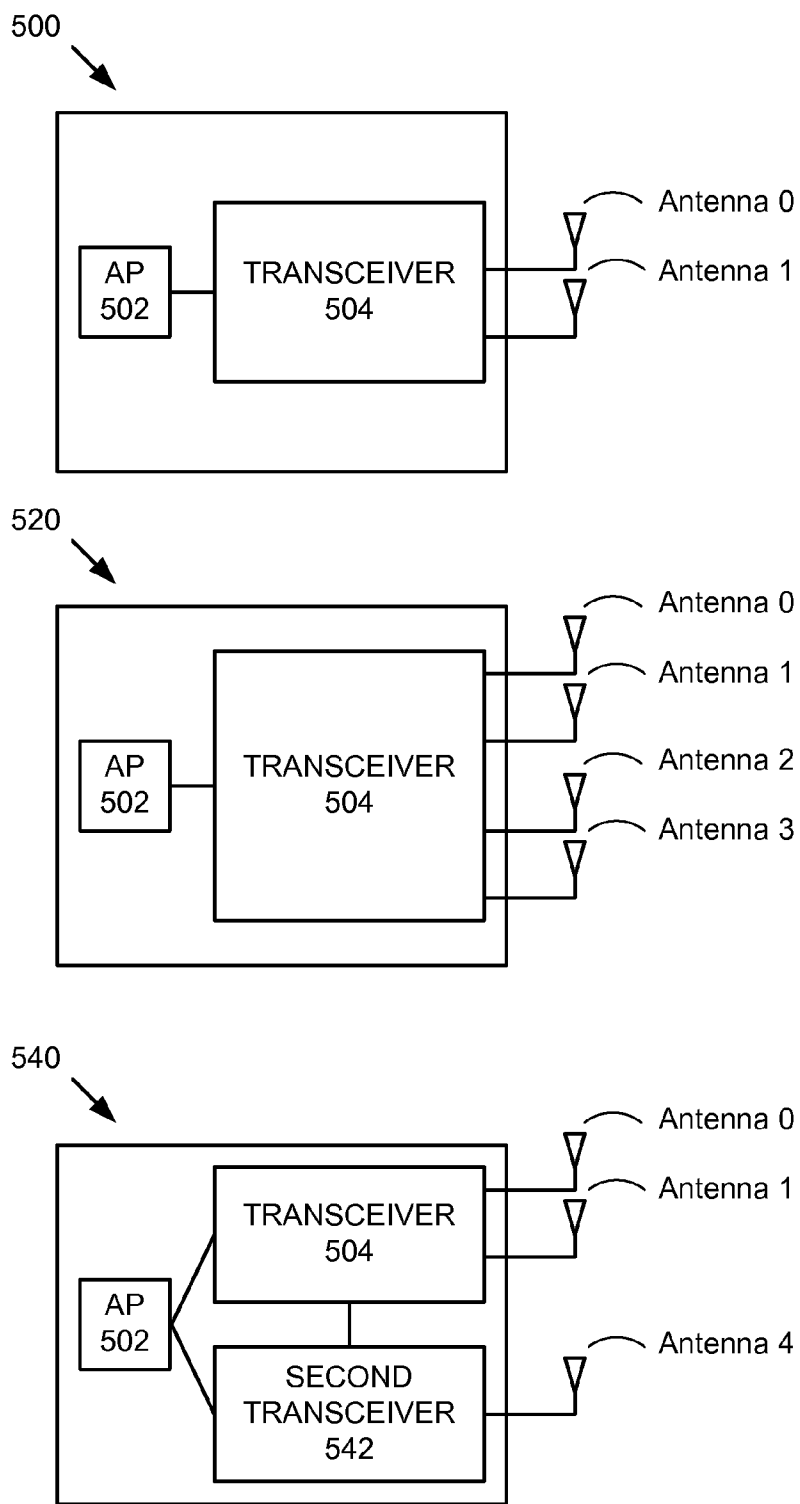 500
Antenna 0
AP
502
TRANSCEIVER
504
Antenna 1
520
Antenna 0
Antenna 1
AP
502
TRANSCEIVER
504
Antenna 2
Antenna 3
540
Antenna 0
Antenna 1
TRANSCEIVER
504
AP
502
SECOND
TRANSCEIVER
542
Antenna 4